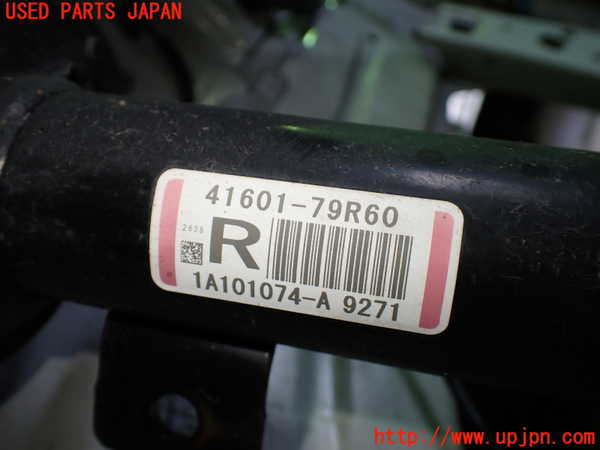 USED PARTS JAPAN
41601-79R60
2638
R
1A101074-A 9271
http://www.upjpn.com